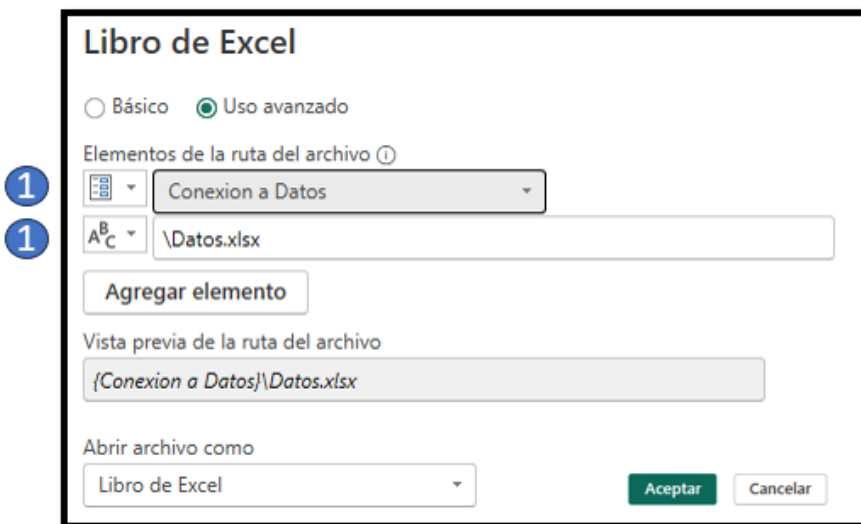 Libro de Excel
Básico Uso avanzado
Elementos de la ruta del archivo
1 Conexion a Datos
1 ABC \Datos.xlsx
Agregar elemento
Vista previa de la ruta del archivo
{Conexion a Datos}\Datos.xlsx
Abrir archivo como
Libro de Excel Aceptar Cancelar